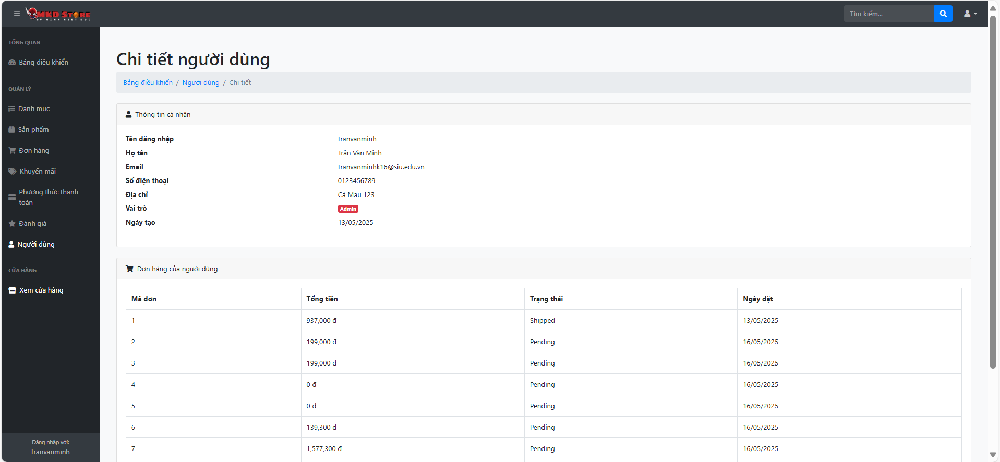 MKD STORE
BY MINH KIET DUC
Tìm kiếm...
TỔNG QUAN
Bảng điều khiển
QUẢN LÝ
Danh mục
Sản phẩm
Đơn hàng
Khuyến mãi
Phương thức thanh
toán
Đánh giá
Người dùng
CỬA HÀNG
Xem cửa hàng
Đăng nhập với:
tranvanminh
Chi tiết người dùng
Bảng điều khiển / Người dùng / Chi tiết
Thông tin cá nhân
Tên đăng nhập tranvanminh
Họ tên Trần Văn Minh
Email tranvanminhk16@siu.edu.vn
Số điện thoại 0123456789
Địa chỉ Cà Mau 123
Vai trò Admin
Ngày tạo 13/05/2025
Đơn hàng của người dùng
Mã đơn Tổng tiền Trạng thái Ngày đặt
1 937,000 đ Shipped 13/05/2025
2 199,000 đ Pending 16/05/2025
3 199,000 đ Pending 16/05/2025
4 0 đ Pending 16/05/2025
5 0 đ Pending 16/05/2025
6 139,300 đ Pending 16/05/2025
7 1,577,300 đ Pending 16/05/2025